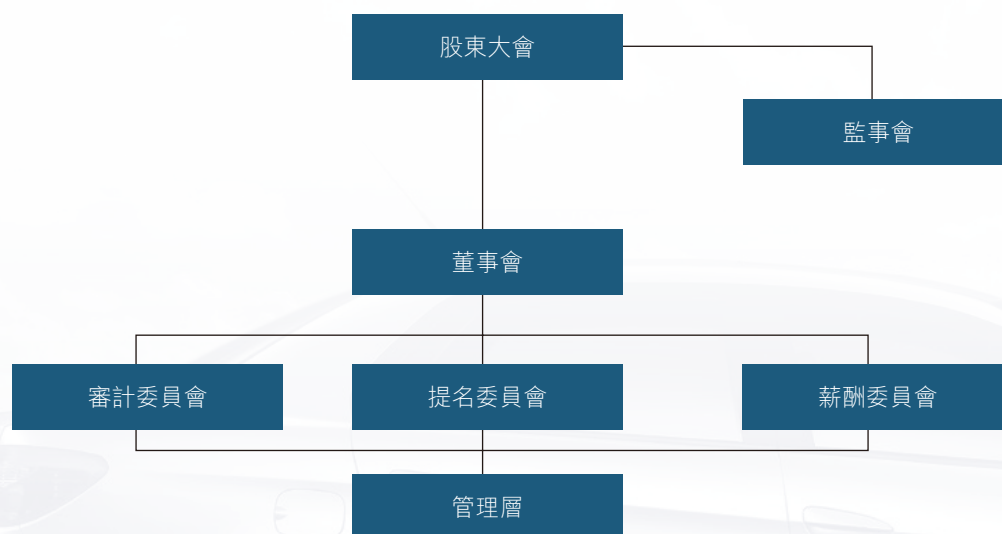 股東大會
監事會
董事會
審計委員會
提名委員會
薪酬委員會
管理層